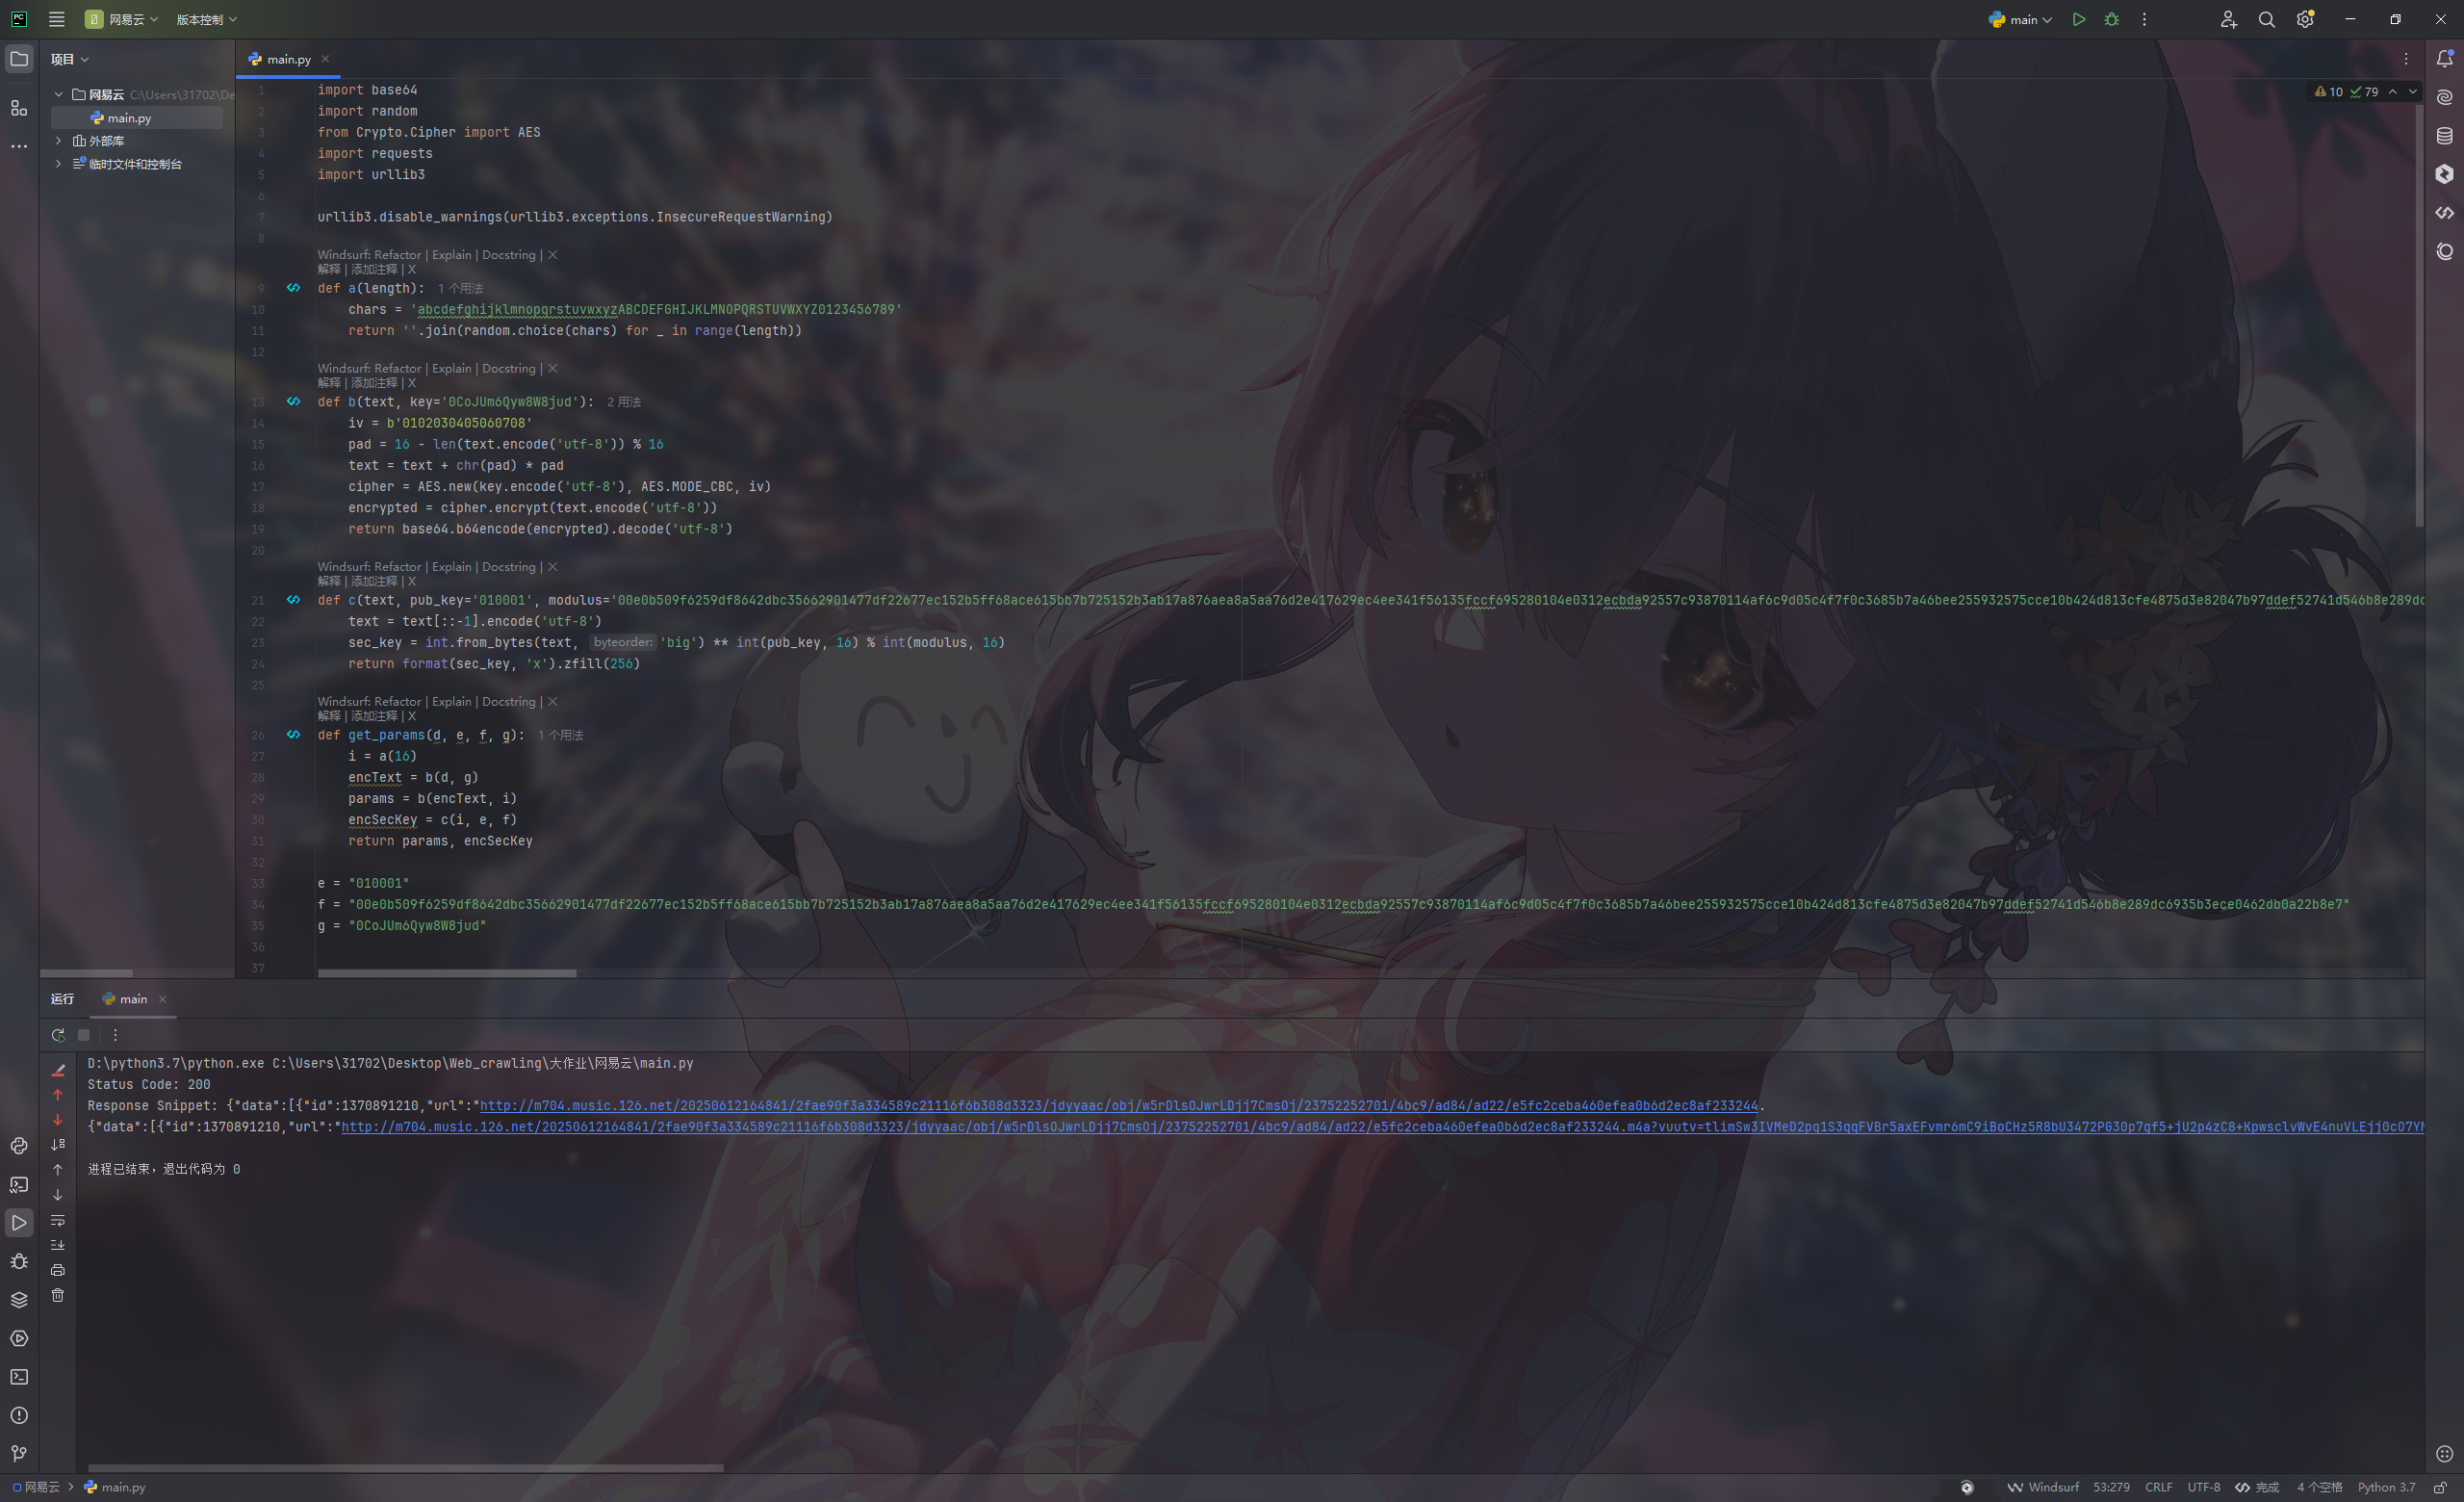 PC
网易云
版本控制
main
项目
main.py
网易云 C:\Users\31702\De
main.py
外部库
临时文件和控制台
10 79
1 import base64
2 import random
3 from Crypto.Cipher import AES
4 import requests
5 import urllib3
6
7 urllib3.disable_warnings(urllib3.exceptions.InsecureRequestWarning)
8
Windsurf: Refactor | Explain | Docstring | X
解释 | 添加注释 | X
9 def a(length): 1 个用法
10 chars = 'abcdefghijklmnopqrstuvwxyzABCDEFGHIJKLMNOPQRSTUVWXYZ0123456789'
11 return ''.join(random.choice(chars) for _ in range(length))
12
Windsurf: Refactor | Explain | Docstring | X
解释 | 添加注释 | X
13 def b(text, key='0CoJUm6Qyw8W8jud'): 2 用法
14 iv = b'0102030405060708'
15 pad = 16 - len(text.encode('utf-8')) % 16
16 text = text + chr(pad) * pad
17 cipher = AES.new(key.encode('utf-8'), AES.MODE_CBC, iv)
18 encrypted = cipher.encrypt(text.encode('utf-8'))
19 return base64.b64encode(encrypted).decode('utf-8')
20
Windsurf: Refactor | Explain | Docstring | X
解释 | 添加注释 | X
21 def c(text, pub_key='010001', modulus='00e0b509f6259df8642dbc35662901477df22677ec152b5ff68ace615bb7b725152b3ab17a876aea8a5aa76d2e417629ec4ee341f56135fccf695280104e0312ecbda92557c93870114af6c9d05c4f7f0c3685b7a46bee255932575cce10b424d813cfe4875d3e82047b97ddef52741d546b8e289dc
22 text = text[::-1].encode('utf-8')
23 sec_key = int.from_bytes(text, byteorder: 'big') ** int(pub_key, 16) % int(modulus, 16)
24 return format(sec_key, 'x').zfill(256)
25
Windsurf: Refactor | Explain | Docstring | X
解释 | 添加注释 | X
26 def get_params(d, e, f, g): 1 个用法
27 i = a(16)
28 encText = b(d, g)
29 params = b(encText, i)
30 encSecKey = c(i, e, f)
31 return params, encSecKey
32
33 e = "010001"
34 f = "00e0b509f6259df8642dbc35662901477df22677ec152b5ff68ace615bb7b725152b3ab17a876aea8a5aa76d2e417629ec4ee341f56135fccf695280104e0312ecbda92557c93870114af6c9d05c4f7f0c3685b7a46bee255932575cce10b424d813cfe4875d3e82047b97ddef52741d546b8e289dc6935b3ece0462db0a22b8e7"
35 g = "0CoJUm6Qyw8W8jud"
36
37
运行 main
D:\python3.7\python.exe C:\Users\31702\Desktop\Web_crawling\大作业\网易云\main.py
Status Code: 200
Response Snippet: {"data":[{"id":1370891210,"url":"http://m704.music.126.net/20250612164841/2fae90f3a334589c21116f6b308d3323/jdyyaac/obj/w5rDlsOJwrLDjj7CmsOj/23752252701/4bc9/ad84/ad22/e5fc2ceba460efea0b6d2ec8af233244.
{"data":[{"id":1370891210,"url":"http://m704.music.126.net/20250612164841/2fae90f3a334589c21116f6b308d3323/jdyyaac/obj/w5rDlsOJwrLDjj7CmsOj/23752252701/4bc9/ad84/ad22/e5fc2ceba460efea0b6d2ec8af233244.m4a?vuutv=tlimSw3IVMeD2pq1S3qqFVBr5axEFvmr6mC9iBoCHz5R8bU3472PG30p7qf5+jU2p4zC8+KpwsclvWvE4nuVLEjj0cO7YM
进程已结束，退出代码为 0
网易云 main.py
Windsurf 53:279 CRLF UTF-8 完成 4 个空格 Python 3.7